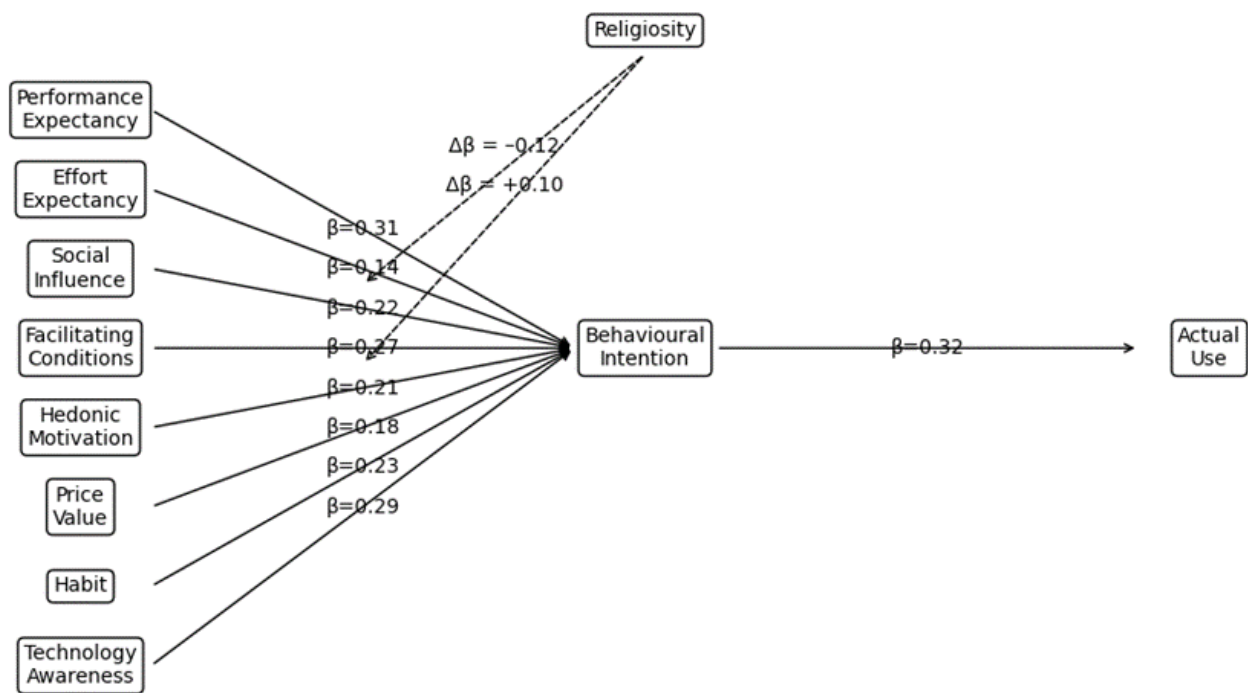 Religiosity
Performance
Expectancy
Effort
Expectancy
Social
Influence
Facilitating
Conditions
Hedonic
Motivation
Price
Value
Habit
Technology
Awareness
Δβ = –0.12
Δβ = +0.10
β=0.31
β=0.14
β=0.22
β=0.27
β=0.21
β=0.18
β=0.23
β=0.29
Behavioural
Intention
β=0.32
Actual
Use